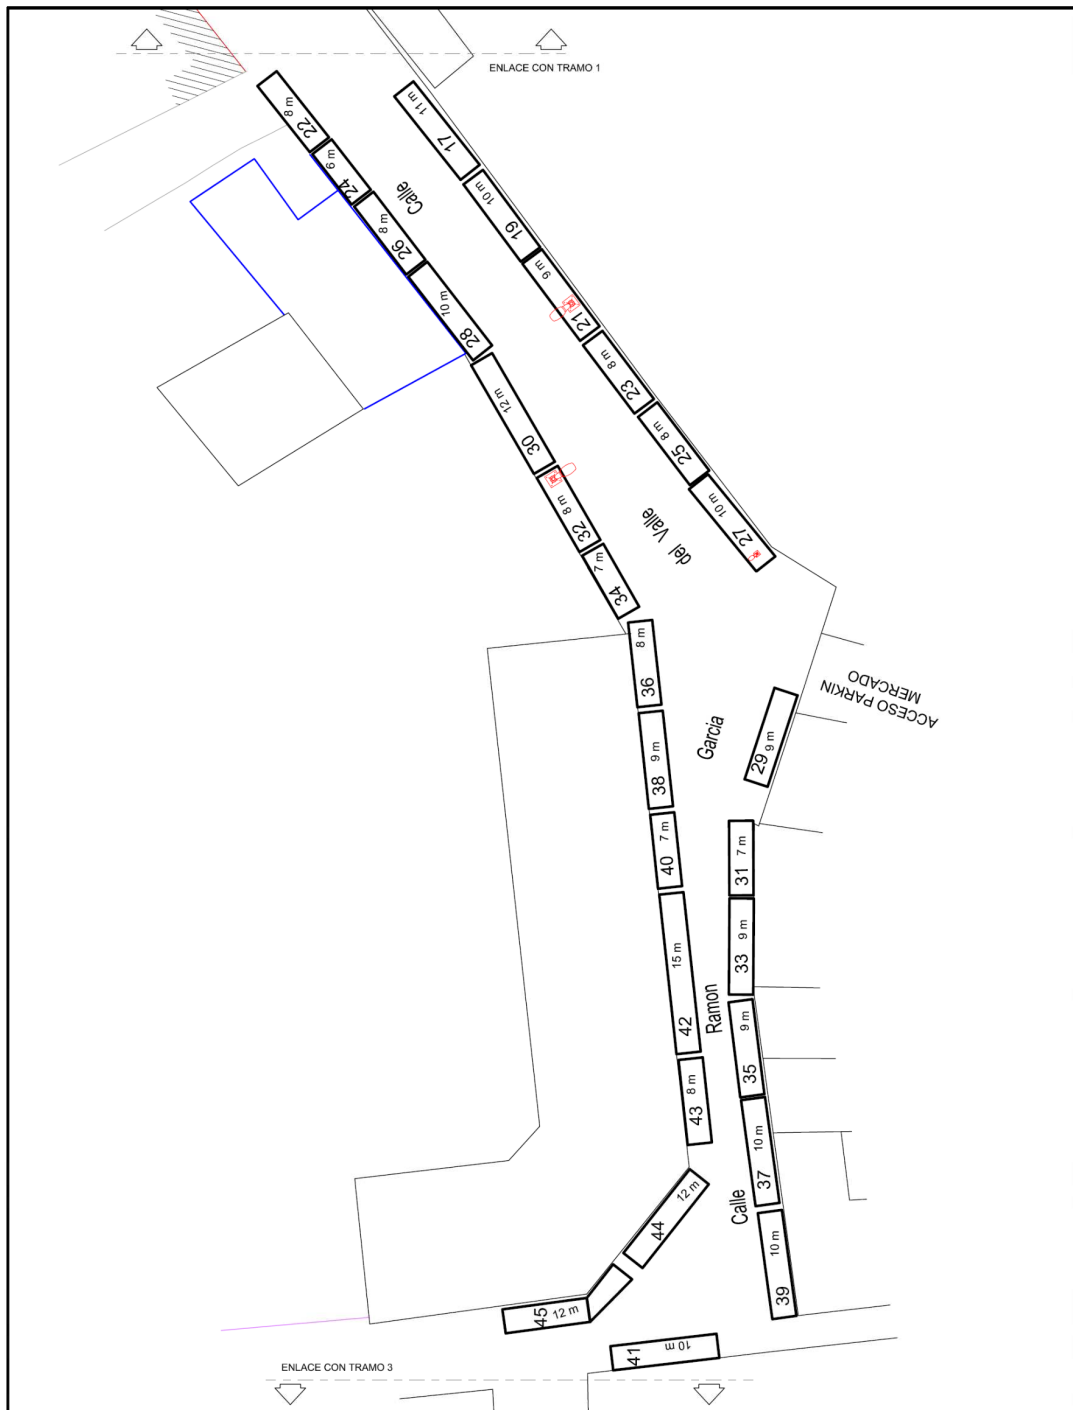 ENLACE CON TRAMO 1
22
8 m
24
6 m
26
8 m
28
10 m
30
12 m
32
8 m
34
7 m
36
8 m
38
9 m
40
7 m
42
15 m
43
8 m
44
12 m
45
12 m
17
11 m
19
10 m
21
9 m
23
8 m
25
8 m
27
10 m
29
9 m
31
7 m
33
9 m
35
9 m
37
10 m
39
10 m
41
10 m
Calle
del Valle
Garcia
Ramon
Calle
ACCESO PARKIN
MERCADO
ENLACE CON TRAMO 3